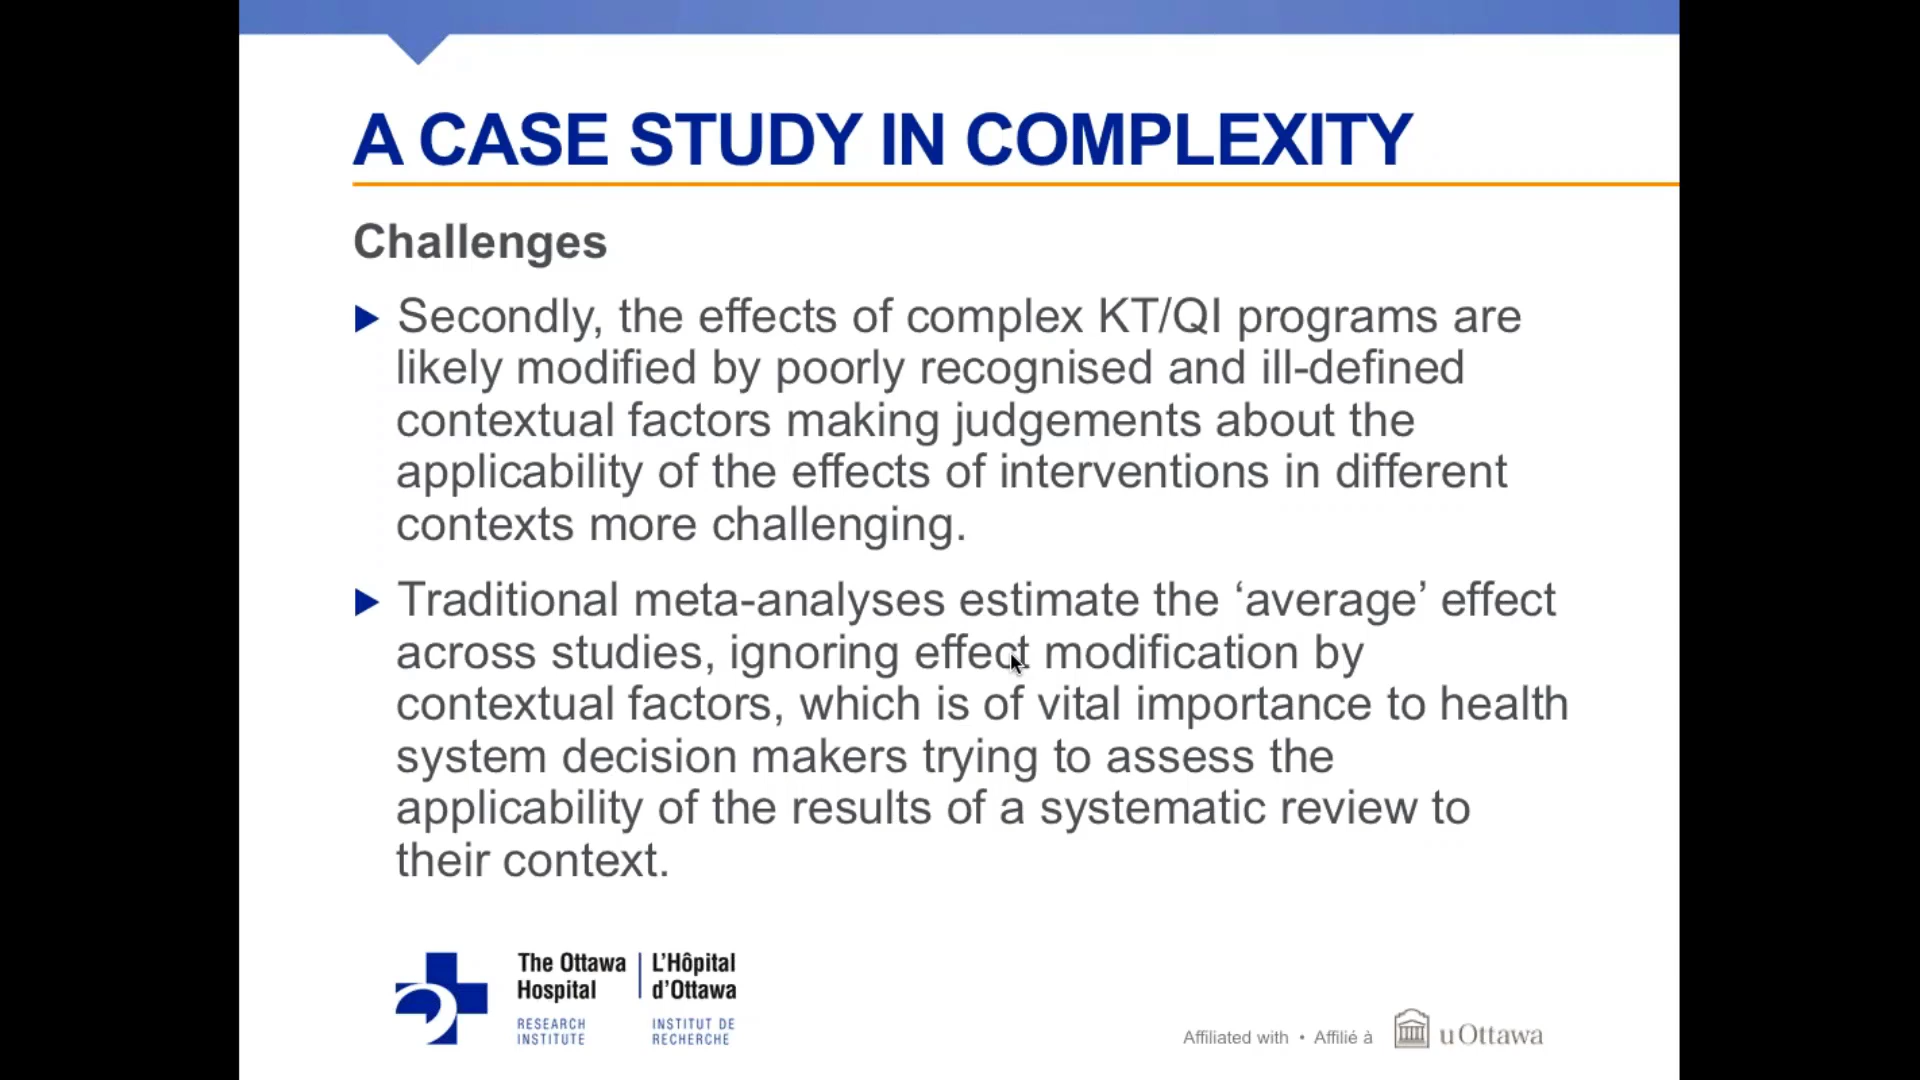 A CASE STUDY IN COMPLEXITY
Challenges
Secondly, the effects of complex KT/QI programs are
likely modified by poorly recognised and ill-defined
contextual factors making judgements about the
applicability of the effects of interventions in different
contexts more challenging.
Traditional meta-analyses estimate the ‘average’ effect
across studies, ignoring effect modification by
contextual factors, which is of vital importance to health
system decision makers trying to assess the
applicability of the results of a systematic review to
their context.
The Ottawa
Hospital
RESEARCH
INSTITUTE
L’Hôpital
d’Ottawa
INSTITUT DE
RECHERCHE
Affiliated with • Affilié à
uOttawa